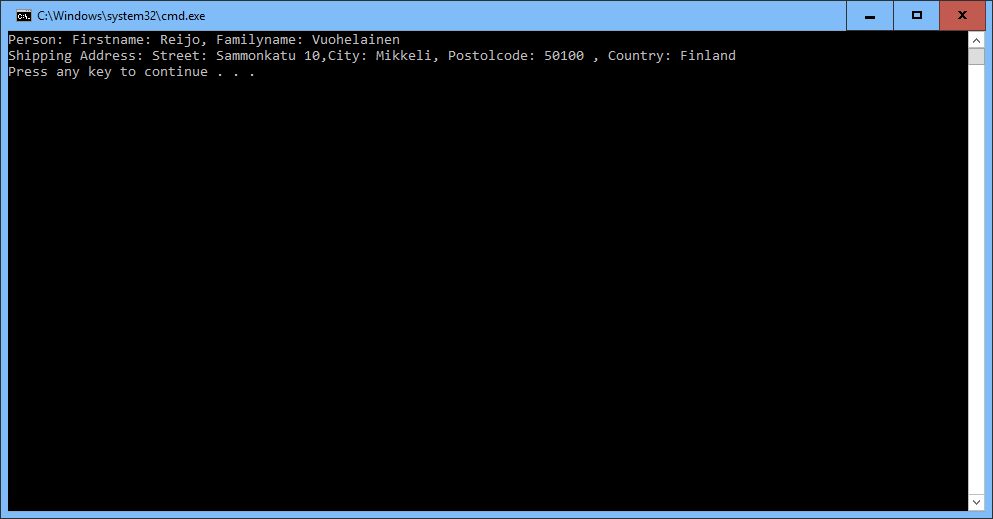 C:\Windows\system32\cmd.exe
Person: Firstname: Reijo, Familyname: Vuohelainen
Shipping Address: Street: Sammonkatu 10,City: Mikkeli, Postolcode: 50100 , Country: Finland
Press any key to continue . . .